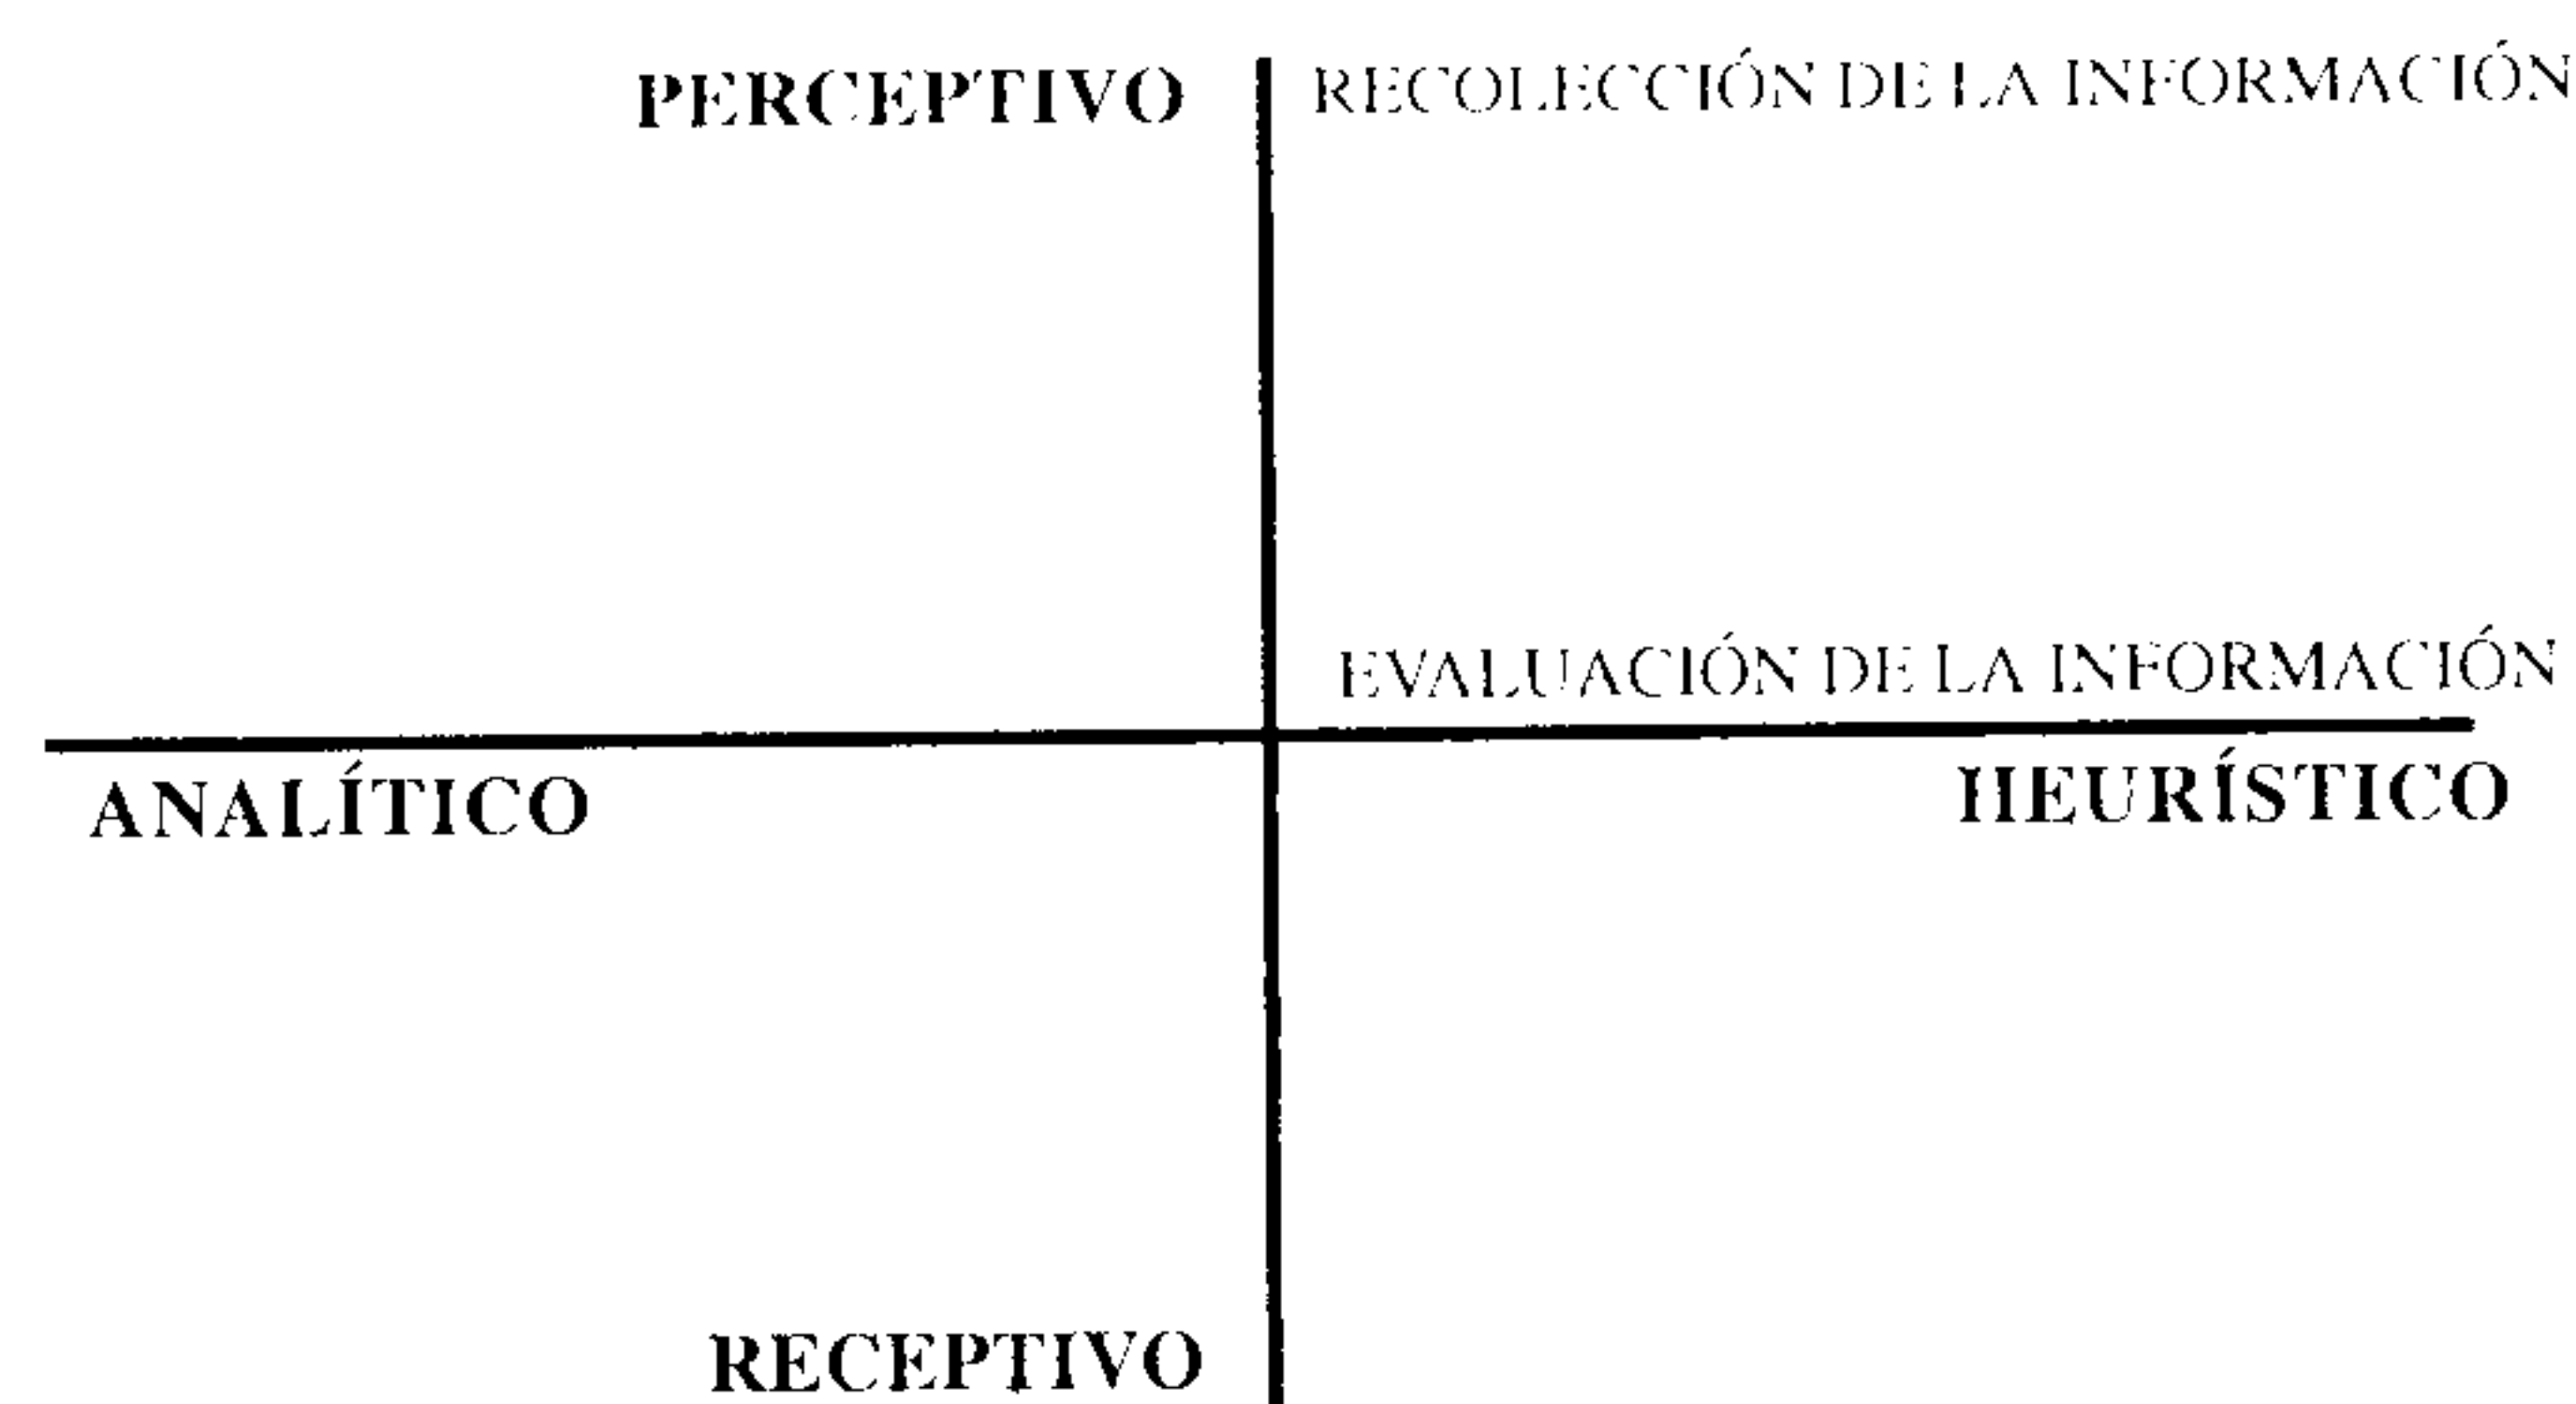 PERCEPTIVO
RECOLECCIÓN DE LA INFORMACIÓN
EVALUACIÓN DE LA INFORMACIÓN
ANALÍTICO
HEURÍSTICO
RECEPTIVO